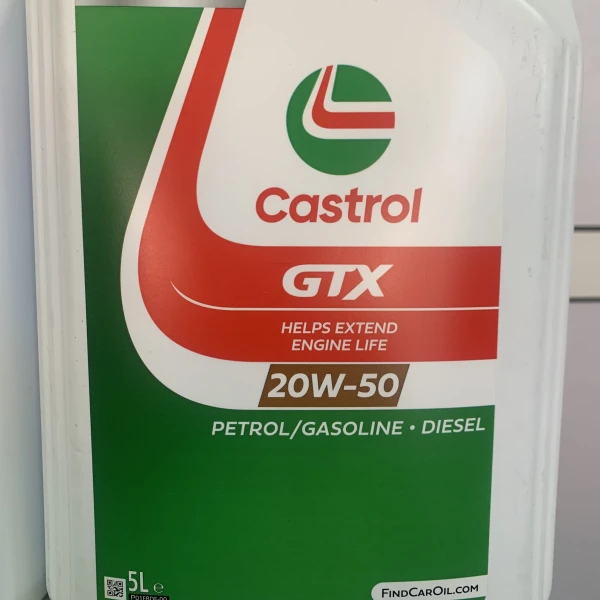 Castrol
GTX
HELPS EXTEND
ENGINE LIFE
20W-50
PETROL/GASOLINE • DIESEL
5L e
FINDCAROIL.COM